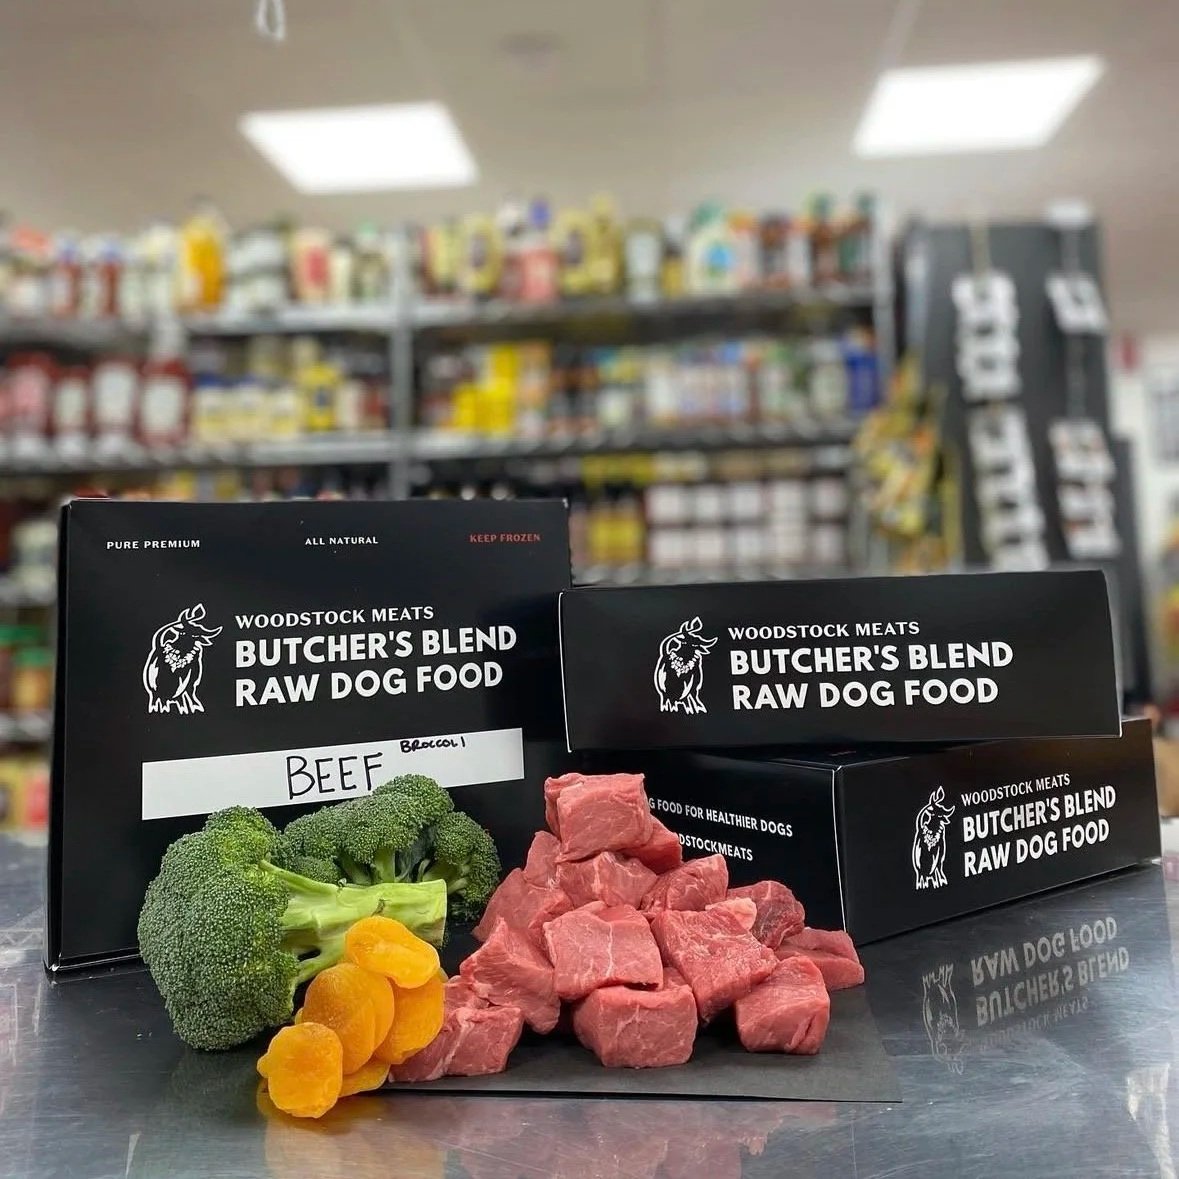 PURE PREMIUM
ALL NATURAL
KEEP FROZEN
WOODSTOCK MEATS
BUTCHER'S BLEND
RAW DOG FOOD
BEEF BROCCOLI
WOODSTOCK MEATS
BUTCHER'S BLEND
RAW DOG FOOD
FOOD FOR HEALTHIER DOGS
WOODSTOCK MEATS
BUTCHER'S BLEND
RAW DOG FOOD